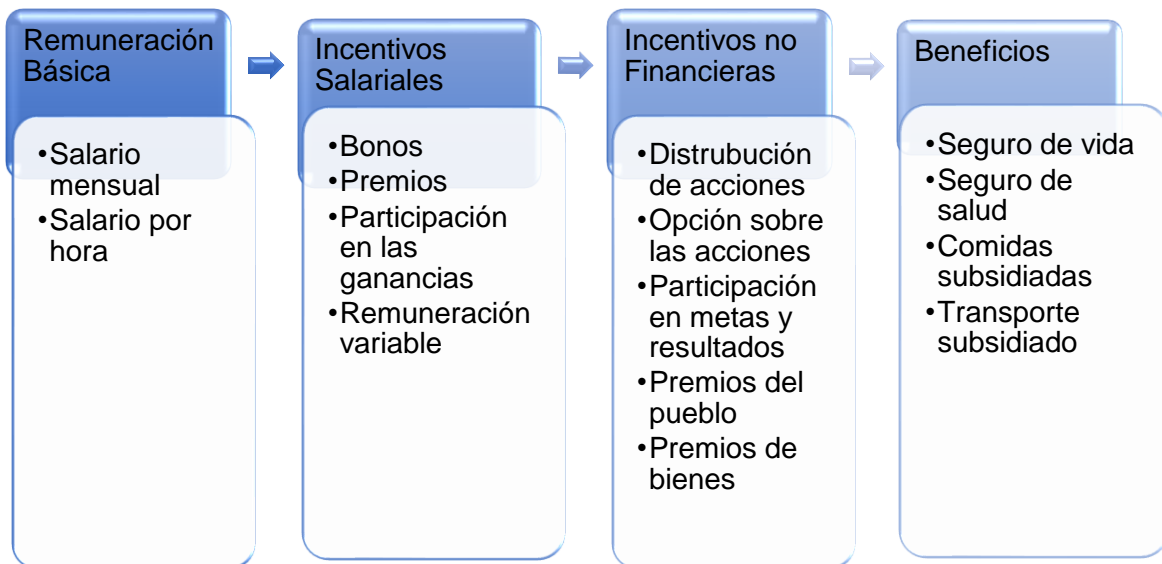 Remuneración
Básica
•Salario
mensual
•Salario por
hora
Incentivos
Salariales
•Bonos
•Premios
•Participación
en las
ganancias
•Remuneración
variable
Incentivos no
Financieras
•Distrubución
de acciones
•Opción sobre
las acciones
•Participación
en metas y
resultados
•Premios del
pueblo
•Premios de
bienes
Beneficios
•Seguro de vida
•Seguro de
salud
•Comidas
subsidiadas
•Transporte
subsidiado